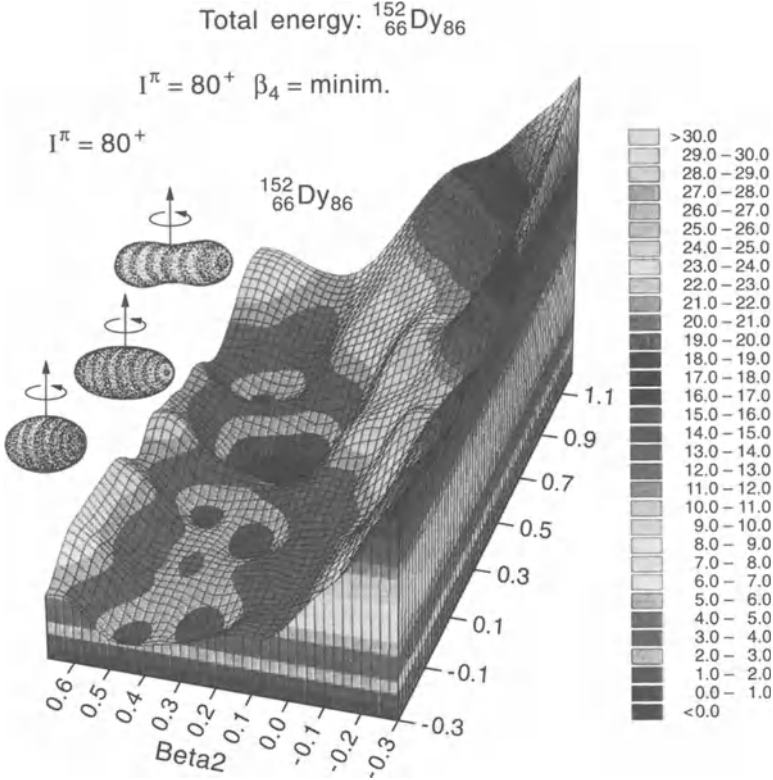 Total energy: ¹⁵²₆₆Dy₈₆
Iπ = 80⁺ β₄ = minim.
Iπ = 80⁺
¹⁵²₆₆Dy₈₆
>30.0
29.0 – 30.0
28.0 – 29.0
27.0 – 28.0
26.0 – 27.0
25.0 – 26.0
24.0 – 25.0
23.0 – 24.0
22.0 – 23.0
21.0 – 22.0
20.0 – 21.0
19.0 – 20.0
18.0 – 19.0
17.0 – 18.0
16.0 – 17.0
15.0 – 16.0
14.0 – 15.0
13.0 – 14.0
12.0 – 13.0
11.0 – 12.0
10.0 – 11.0
9.0 – 10.0
8.0 – 9.0
7.0 – 8.0
6.0 – 7.0
5.0 – 6.0
4.0 – 5.0
3.0 – 4.0
2.0 – 3.0
1.0 – 2.0
0.0 – 1.0
<0.0
1.1
0.9
0.7
0.5
0.3
0.1
-0.1
-0.3
0.6 0.5 0.4 0.3 0.2 0.1 0.0 -0.1 -0.2 -0.3
Beta2